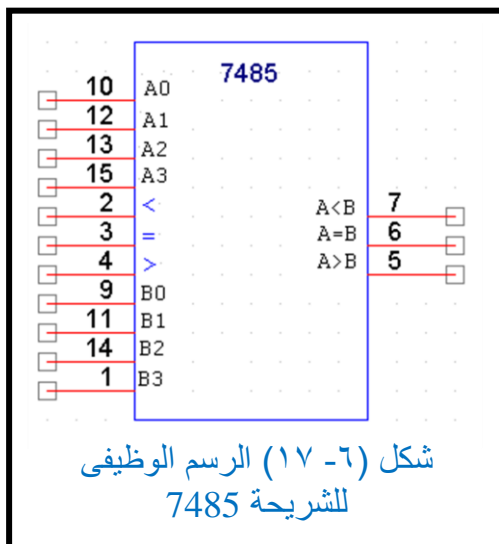 7485
10 A0
12 A1
13 A2
15 A3
2 <
3 =
4 >
9 B0
11 B1
14 B2
1 B3
A<B 7
A=B 6
A>B 5
شكل (٦- ١٧) الرسم الوظيفى
للشريحة 7485